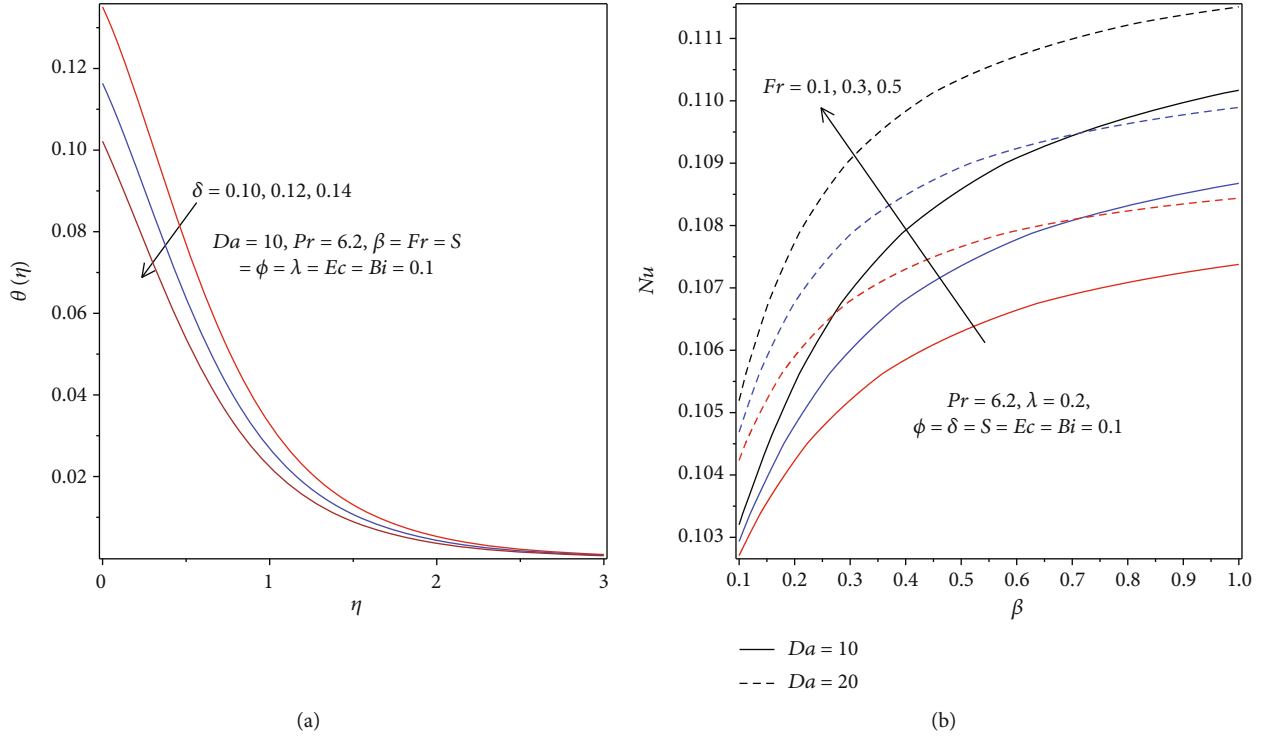 0.12
0.10
0.08
0.06
0.04
0.02
θ (η)
δ = 0.10, 0.12, 0.14
Da = 10, Pr = 6.2, β = Fr = S
= ϕ = λ = Ec = Bi = 0.1
0 1 2 3
η
(a)
0.111
0.110
0.109
0.108
0.107
0.106
0.105
0.104
0.103
Nu
Fr = 0.1, 0.3, 0.5
Pr = 6.2, λ = 0.2,
ϕ = δ = S = Ec = Bi = 0.1
0.1 0.2 0.3 0.4 0.5 0.6 0.7 0.8 0.9 1.0
β
Da = 10
Da = 20
(b)